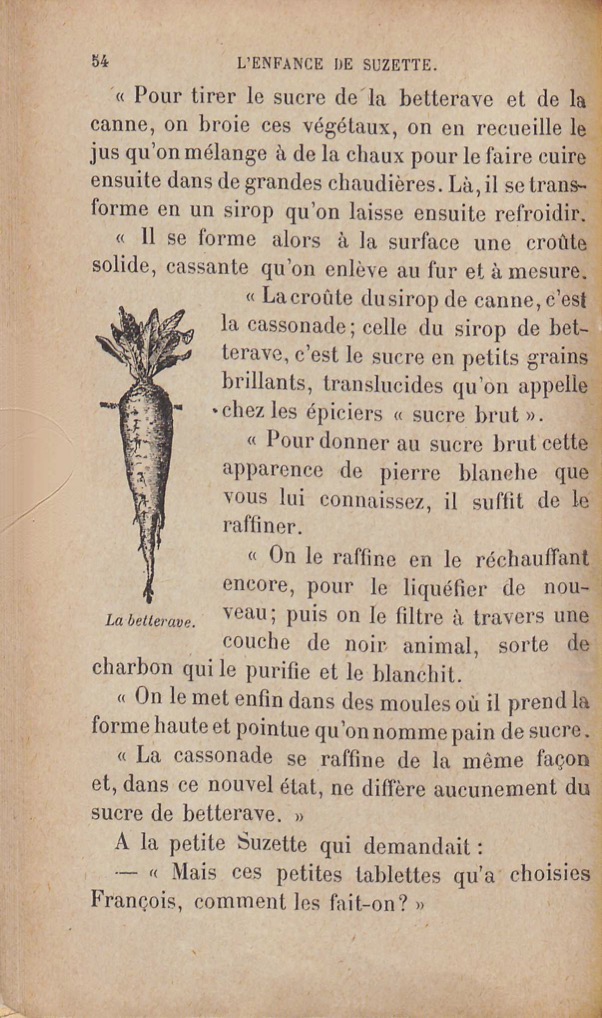 54
L'ENFANCE DE SUZETTE.
« Pour tirer le sucre de la betterave et de la
canne, on broie ces végétaux, on en recueille le
jus qu'on mélange à de la chaux pour le faire cuire
ensuite dans de grandes chaudières. Là, il se trans-
forme en un sirop qu'on laisse ensuite refroidir.
« Il se forme alors à la surface une croûte
solide, cassante qu'on enlève au fur et à mesure.
« La croûte du sirop de canne, c'est
la cassonade; celle du sirop de bet-
terave, c'est le sucre en petits grains
brillants, translucides qu'on appelle
chez les épiciers « sucre brut ».
« Pour donner au sucre brut cette
apparence de pierre blanche que
vous lui connaissez, il suffit de le
raffiner.
« On le raffine en le réchauffant
encore, pour le liquéfier de nou-
veau; puis on le filtre à travers une
couche de noir animal, sorte de
charbon qui le purifie et le blanchit.
La betterave.
« On le met enfin dans des moules où il prend la
forme haute et pointue qu'on nomme pain de sucre.
« La cassonade se raffine de la même façon
et, dans ce nouvel état, ne diffère aucunement du
sucre de betterave. »
A la petite Suzette qui demandait :
— « Mais ces petites tablettes qu'a choisies
François, comment les fait-on? »